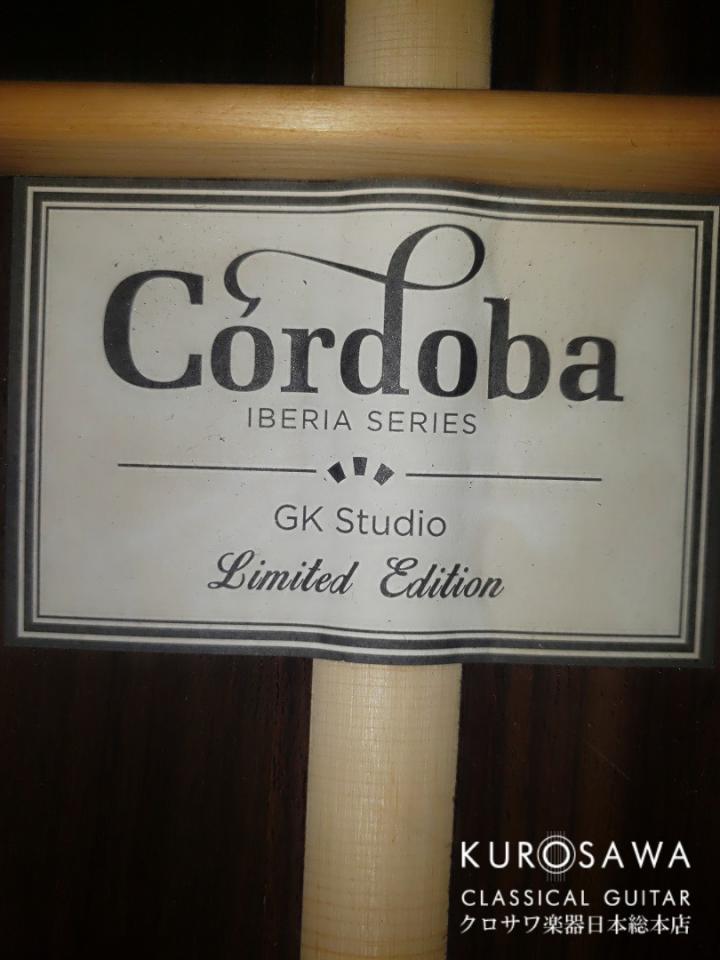 Córdoba
IBERIA SERIES
GK Studio
Limited Edition
KUROSAWA
CLASSICAL GUITAR
クロサワ楽器日本総本店